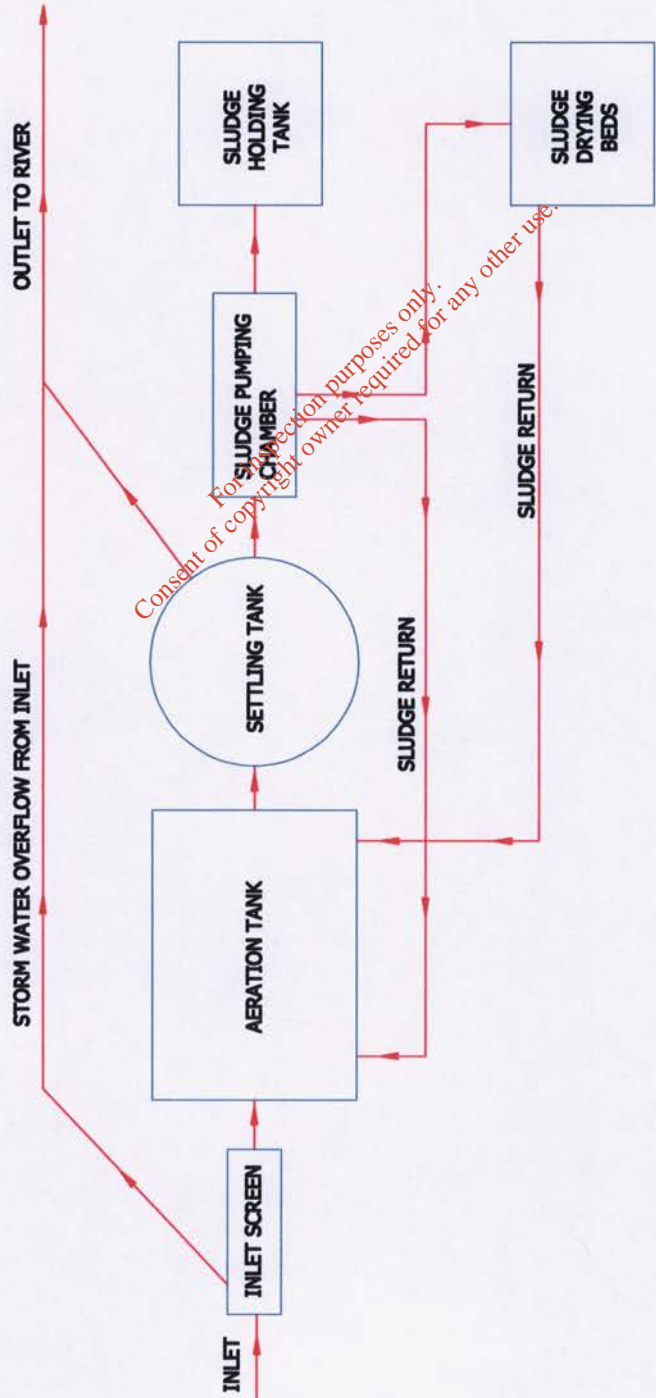 STORM WATER OVERFLOW FROM INLET
OUTLET TO RIVER
INLET
INLET SCREEN
AERATION TANK
SETTLING TANK
SLUDGE PUMPING
CHAMBER
SLUDGE
HOLDING
TANK
SLUDGE RETURN
SLUDGE RETURN
SLUDGE
DRYING
BEDS
For inspection purposes only.
Consent of copyright owner required for any other use.